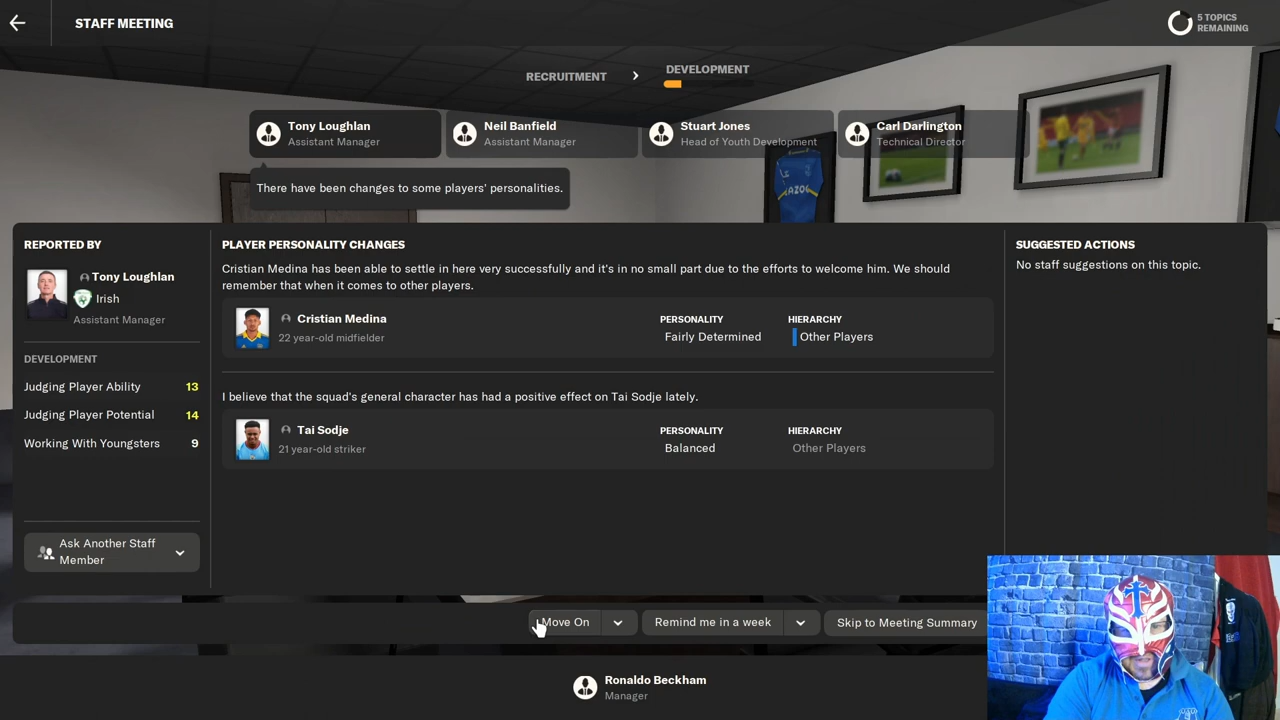 STAFF MEETING
5 TOPICS
REMAINING
RECRUITMENT
DEVELOPMENT
Tony Loughlan
Assistant Manager
Neil Banfield
Assistant Manager
Stuart Jones
Head of Youth Development
Carl Darlington
Technical Director
There have been changes to some players' personalities.
REPORTED BY
Tony Loughlan
Irish
Assistant Manager
DEVELOPMENT
Judging Player Ability 13
Judging Player Potential 14
Working With Youngsters 9
Ask Another Staff
Member
PLAYER PERSONALITY CHANGES
Cristian Medina has been able to settle in here very successfully and it's in no small part due to the efforts to welcome him. We should
remember that when it comes to other players.
Cristian Medina
22 year-old midfielder
PERSONALITY
Fairly Determined
HIERARCHY
Other Players
I believe that the squad's general character has had a positive effect on Tai Sodje lately.
Tai Sodje
21 year-old striker
PERSONALITY
Balanced
HIERARCHY
Other Players
SUGGESTED ACTIONS
No staff suggestions on this topic.
Move On
Remind me in a week
Skip to Meeting Summary
Ronaldo Beckham
Manager